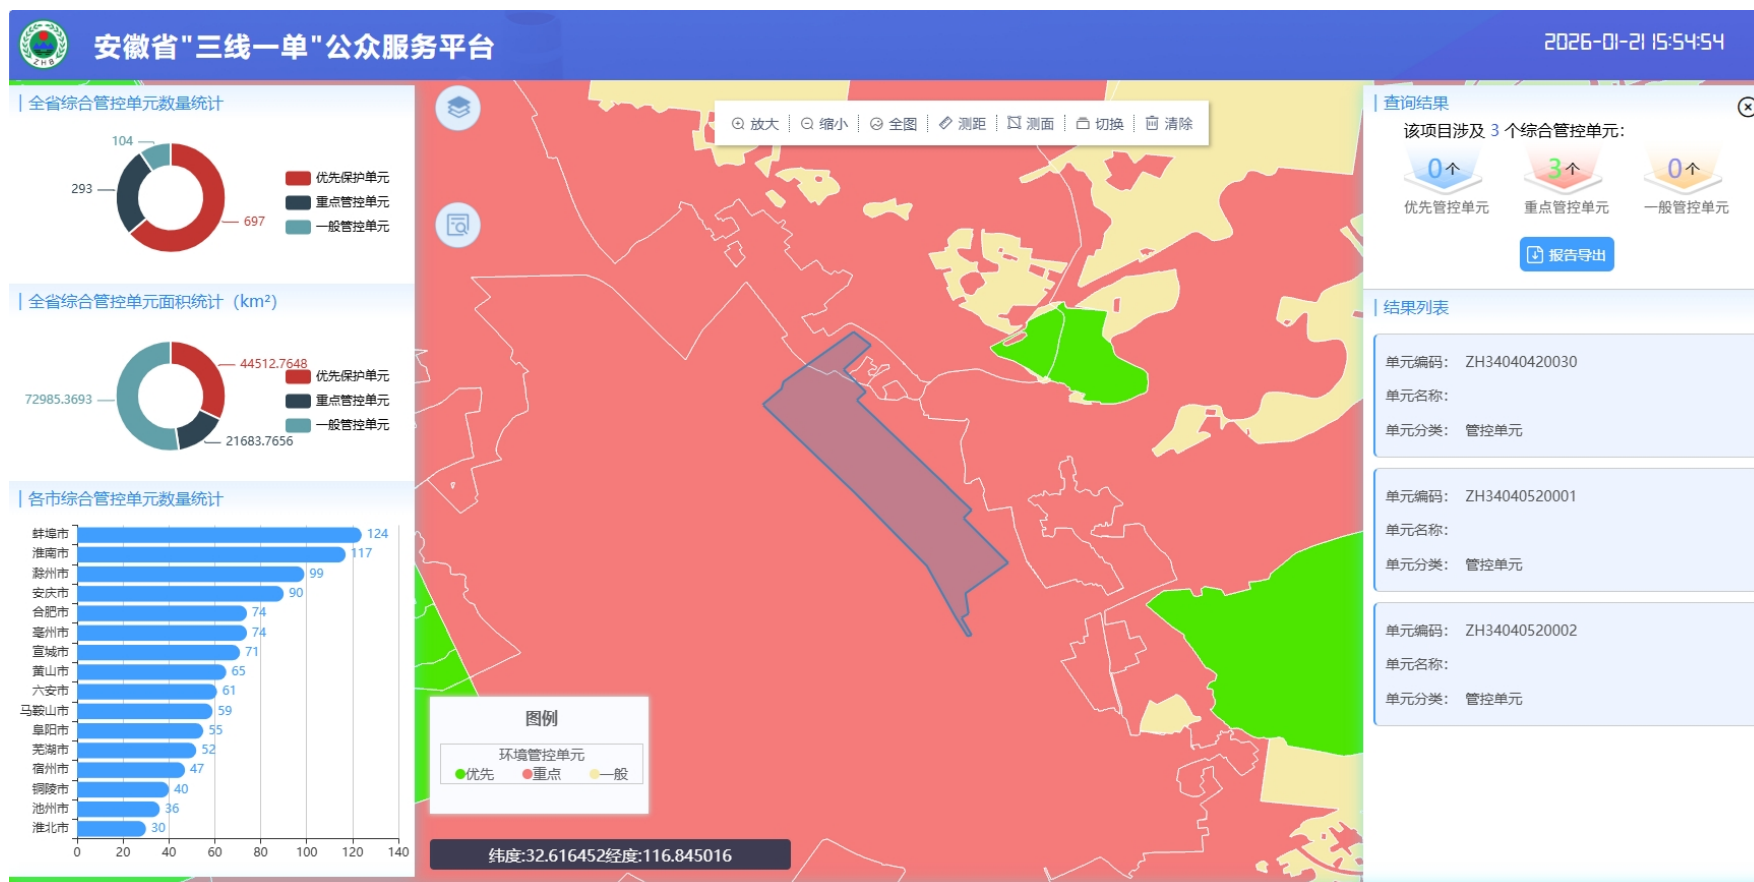 安徽省"三线一单"公众服务平台
2026-01-21 15:54:54
ZHB
全省综合管控单元数量统计
104
293
697
优先保护单元
重点管控单元
一般管控单元
全省综合管控单元面积统计（km²）
44512.7648
72985.3693
21683.7656
优先保护单元
重点管控单元
一般管控单元
各市综合管控单元数量统计
蚌埠市 124
淮南市 117
滁州市 99
安庆市 90
合肥市 74
亳州市 74
宣城市 71
黄山市 65
六安市 61
马鞍山市 59
阜阳市 55
芜湖市 52
宿州市 47
铜陵市 40
池州市 36
淮北市 30
0 20 40 60 80 100 120 140
放大 缩小 全图 测距 测面 切换 清除
图例
环境管控单元
优先 重点 一般
纬度:32.616452经度:116.845016
查询结果
该项目涉及 3 个综合管控单元:
0个 3个 0个
优先管控单元 重点管控单元 一般管控单元
报告导出
结果列表
单元编码: ZH34040420030
单元名称:
单元分类: 管控单元
单元编码: ZH34040520001
单元名称:
单元分类: 管控单元
单元编码: ZH34040520002
单元名称:
单元分类: 管控单元